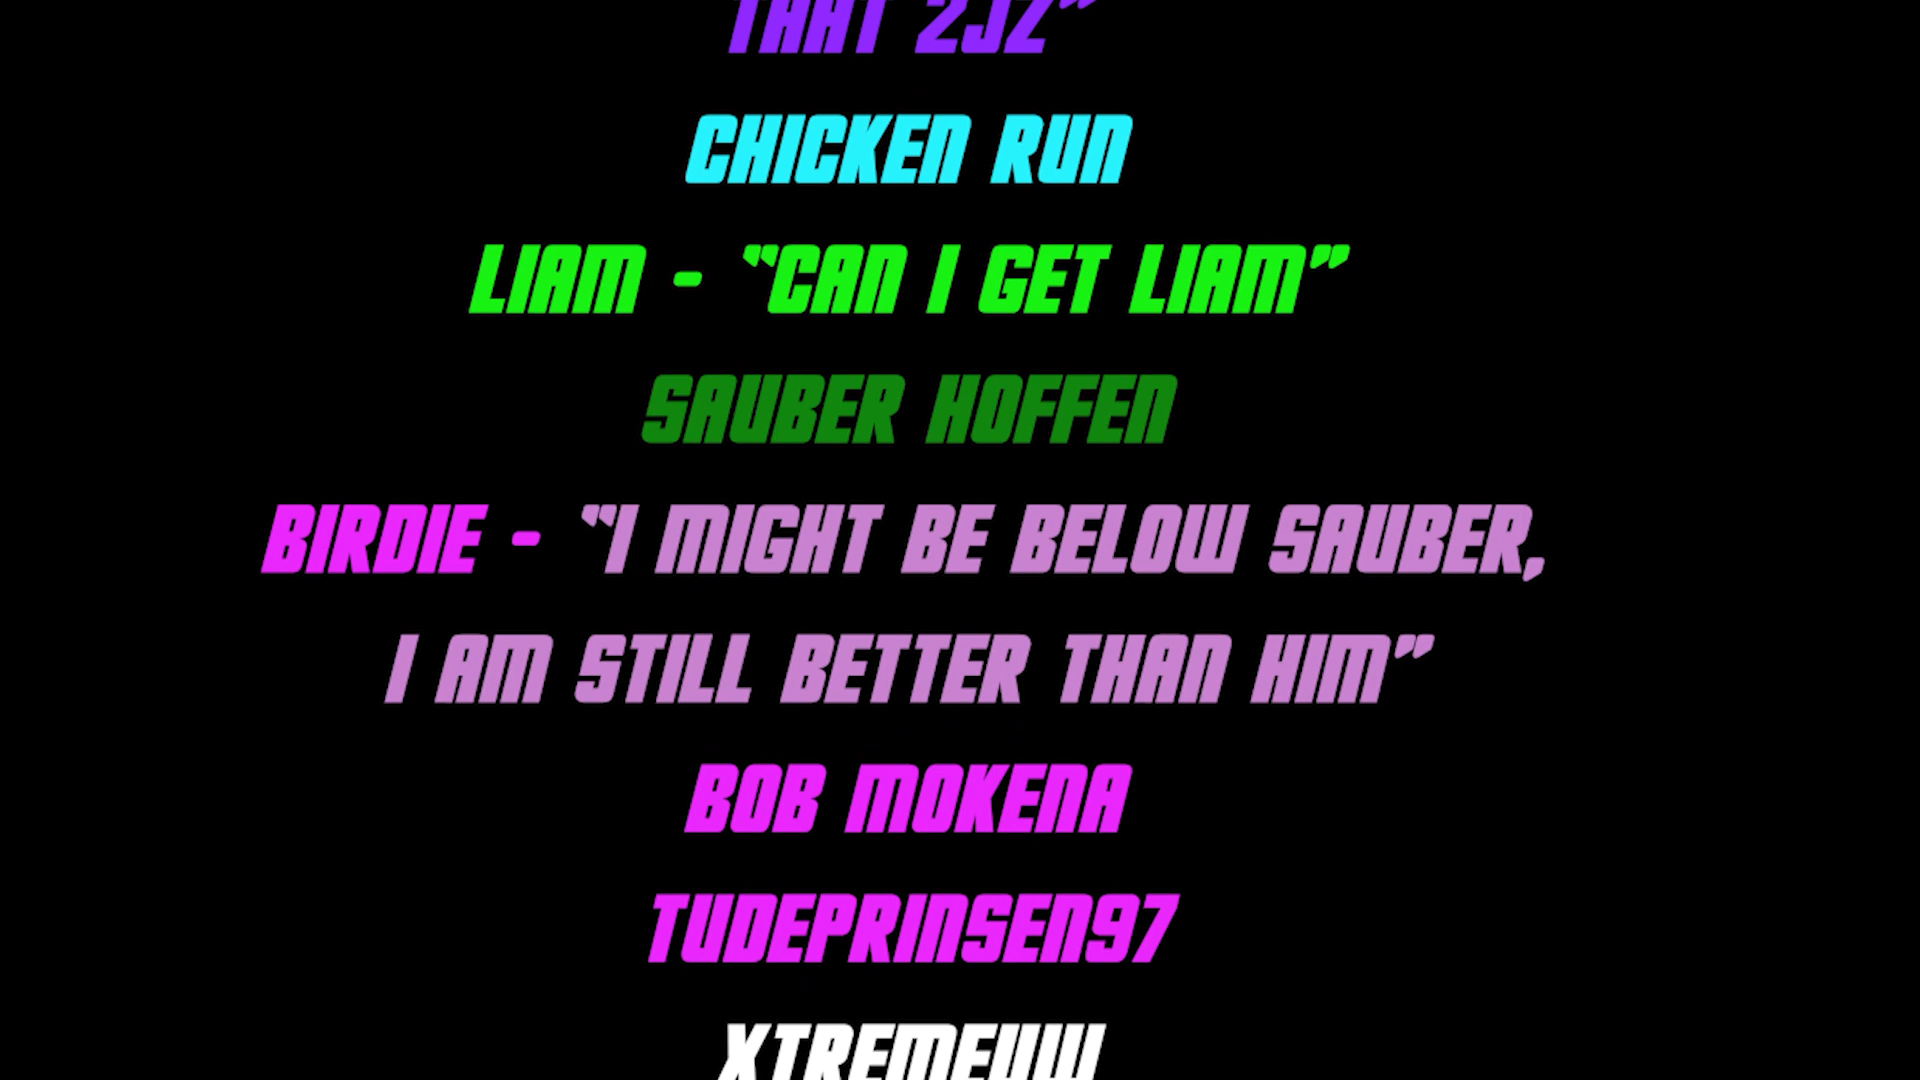 THAT 2JZ”
CHICKEN RUN
LIAM - “CAN I GET LIAM”
SAUBER HOFFEN
BIRDIE - “I MIGHT BE BELOW SAUBER,
I AM STILL BETTER THAN HIM”
BOB MOKENA
TUDEPRINSEN97